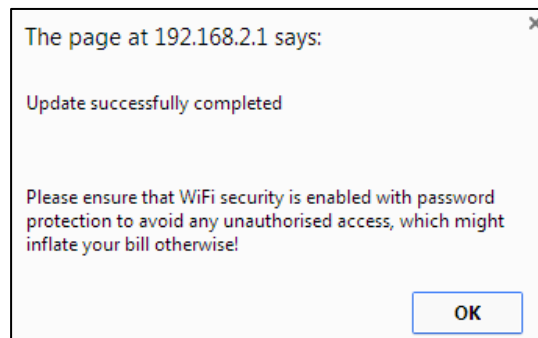 The page at 192.168.2.1 says:
Update successfully completed
Please ensure that WiFi security is enabled with password
protection to avoid any unauthorised access, which might
inflate your bill otherwise!
OK